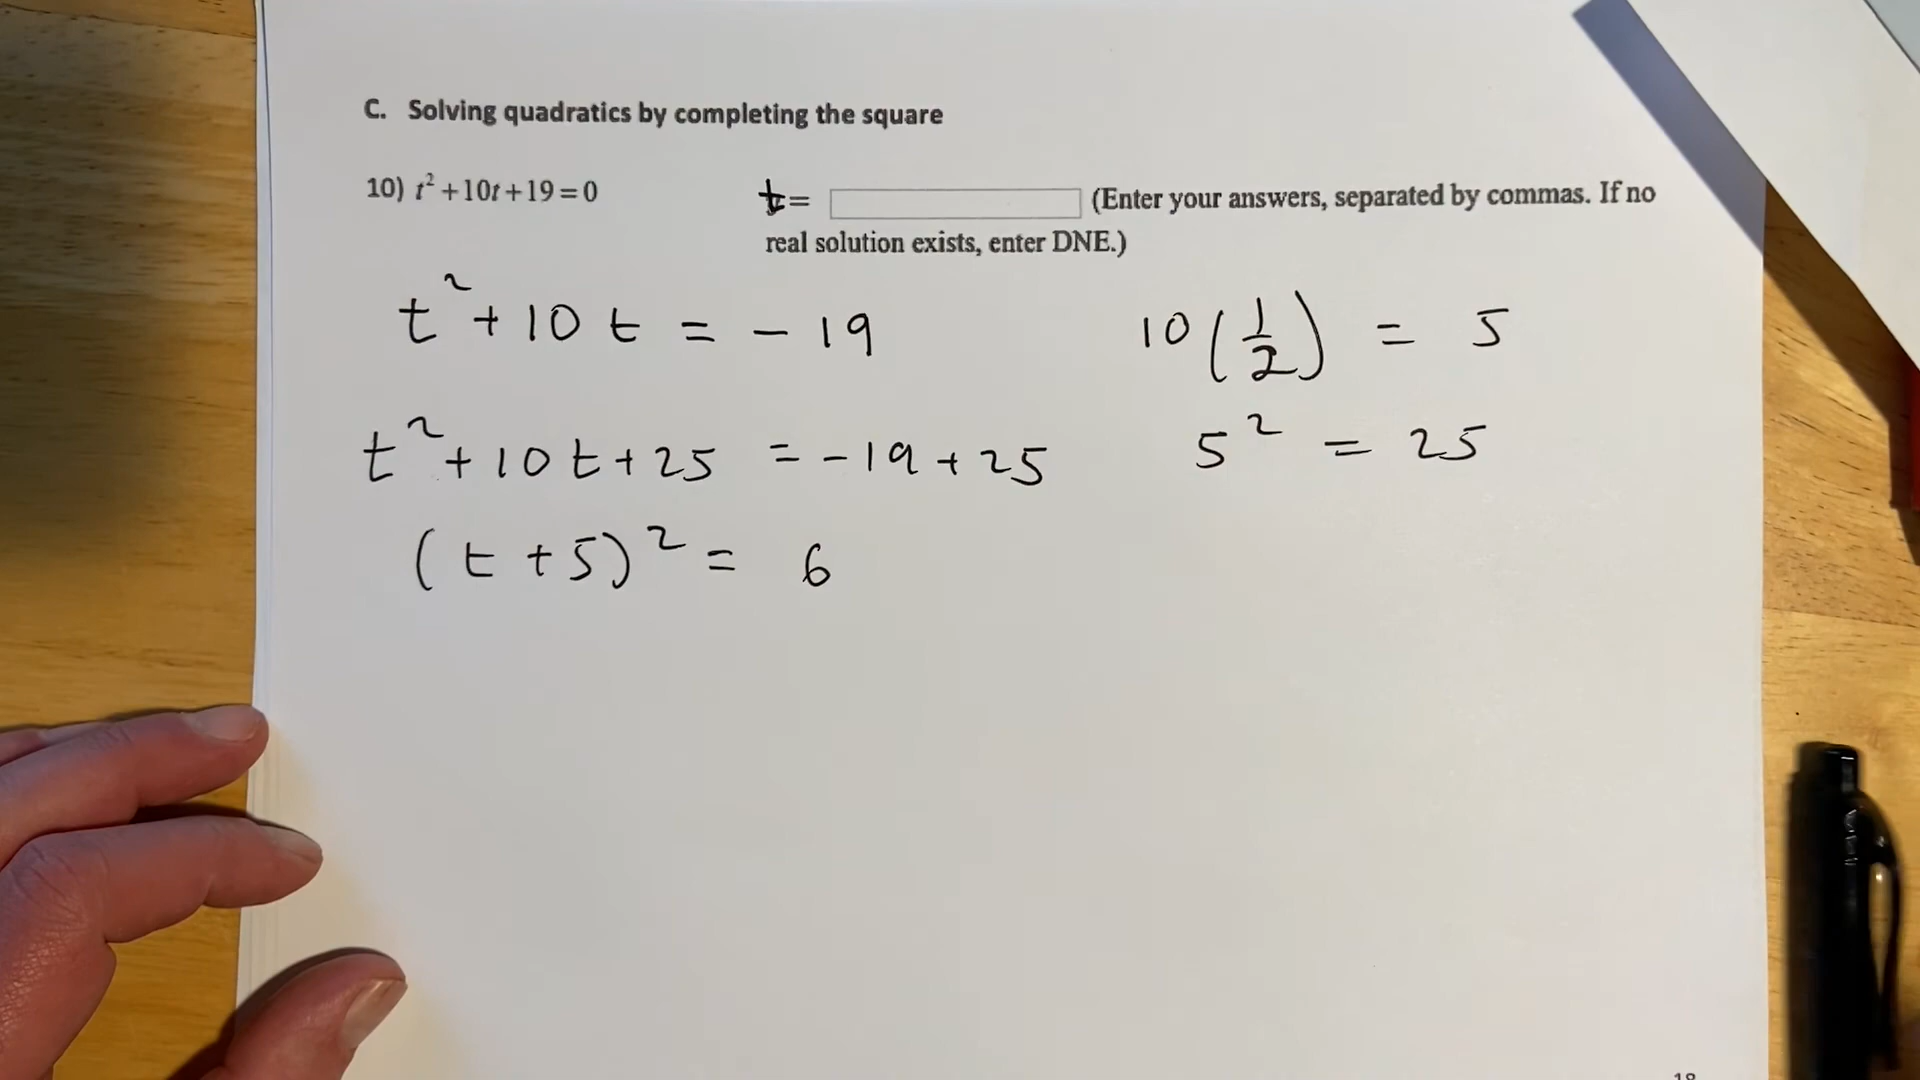 C. Solving quadratics by completing the square
10) t² + 10t + 19 = 0
t = (Enter your answers, separated by commas. If no
real solution exists, enter DNE.)
t² + 10t = - 19
10(1/2) = 5
t² + 10t + 25 = - 19 + 25
5² = 25
(t + 5)² = 6